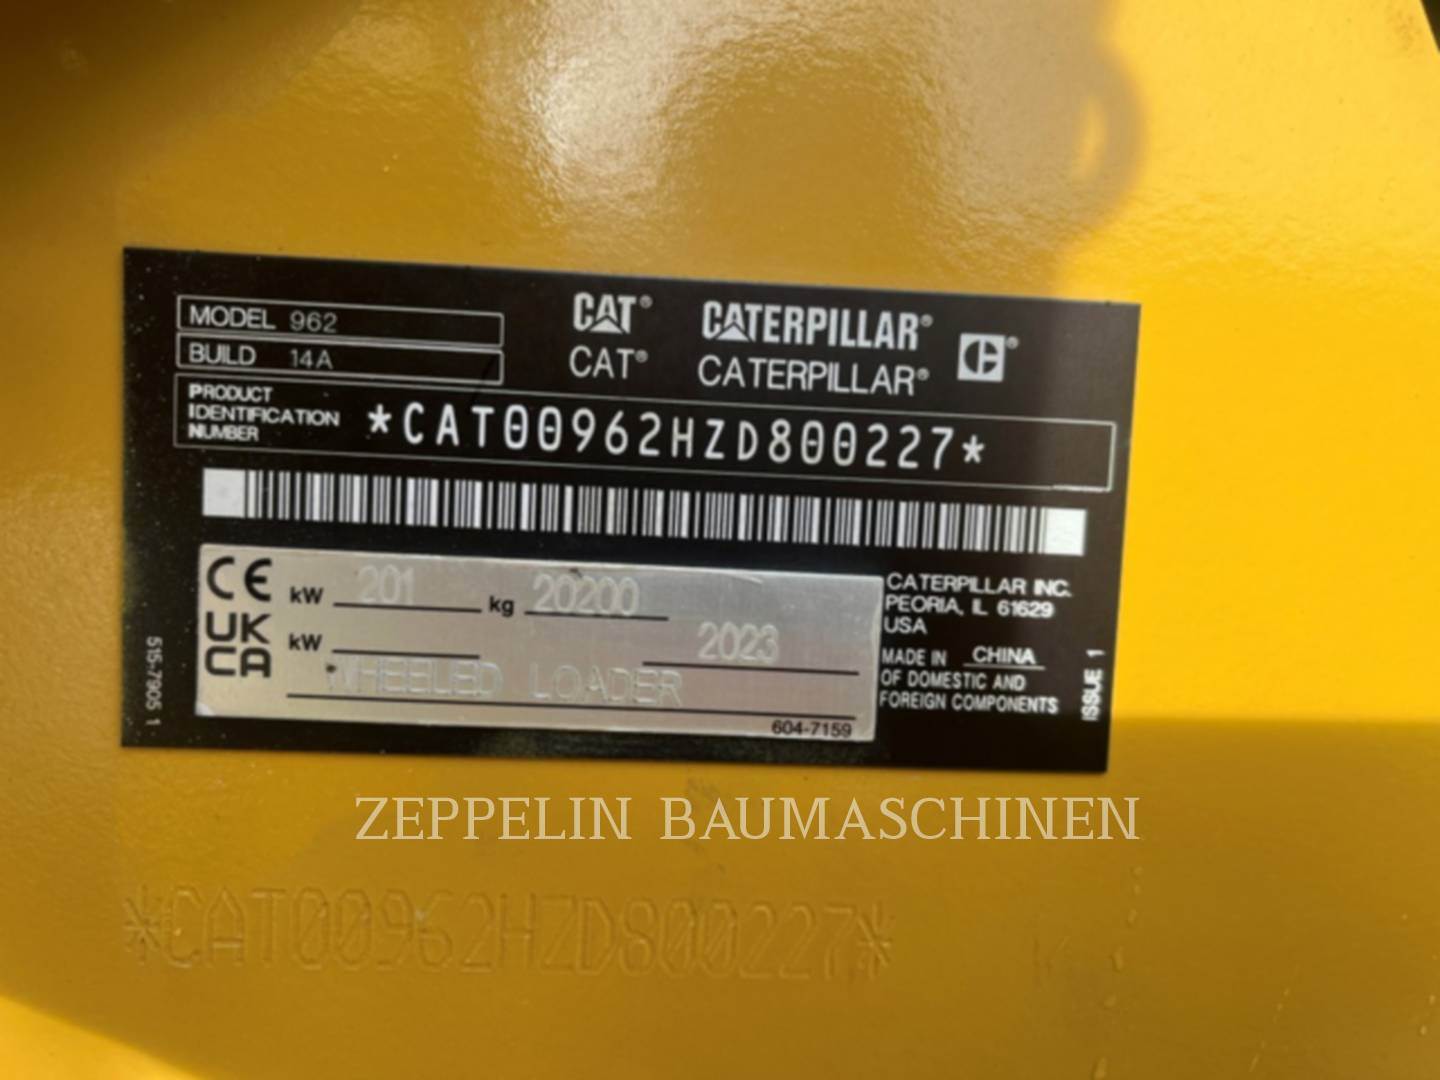 MODEL 962
BUILD 14A
CAT® CATERPILLAR®
CAT® CATERPILLAR®
PRODUCT
IDENTIFICATION
NUMBER
*CAT00962HZD800227*
CE kW 201 kg 20200
UK
CA kW 2023
WHEELED LOADER
604-7159
CATERPILLAR INC.
PEORIA, IL 61629
USA
MADE IN CHINA
OF DOMESTIC AND
FOREIGN COMPONENTS
ISSUE 1
515-7905 1
ZEPPELIN BAUMASCHINEN
*CAT00962HZD800227*
K